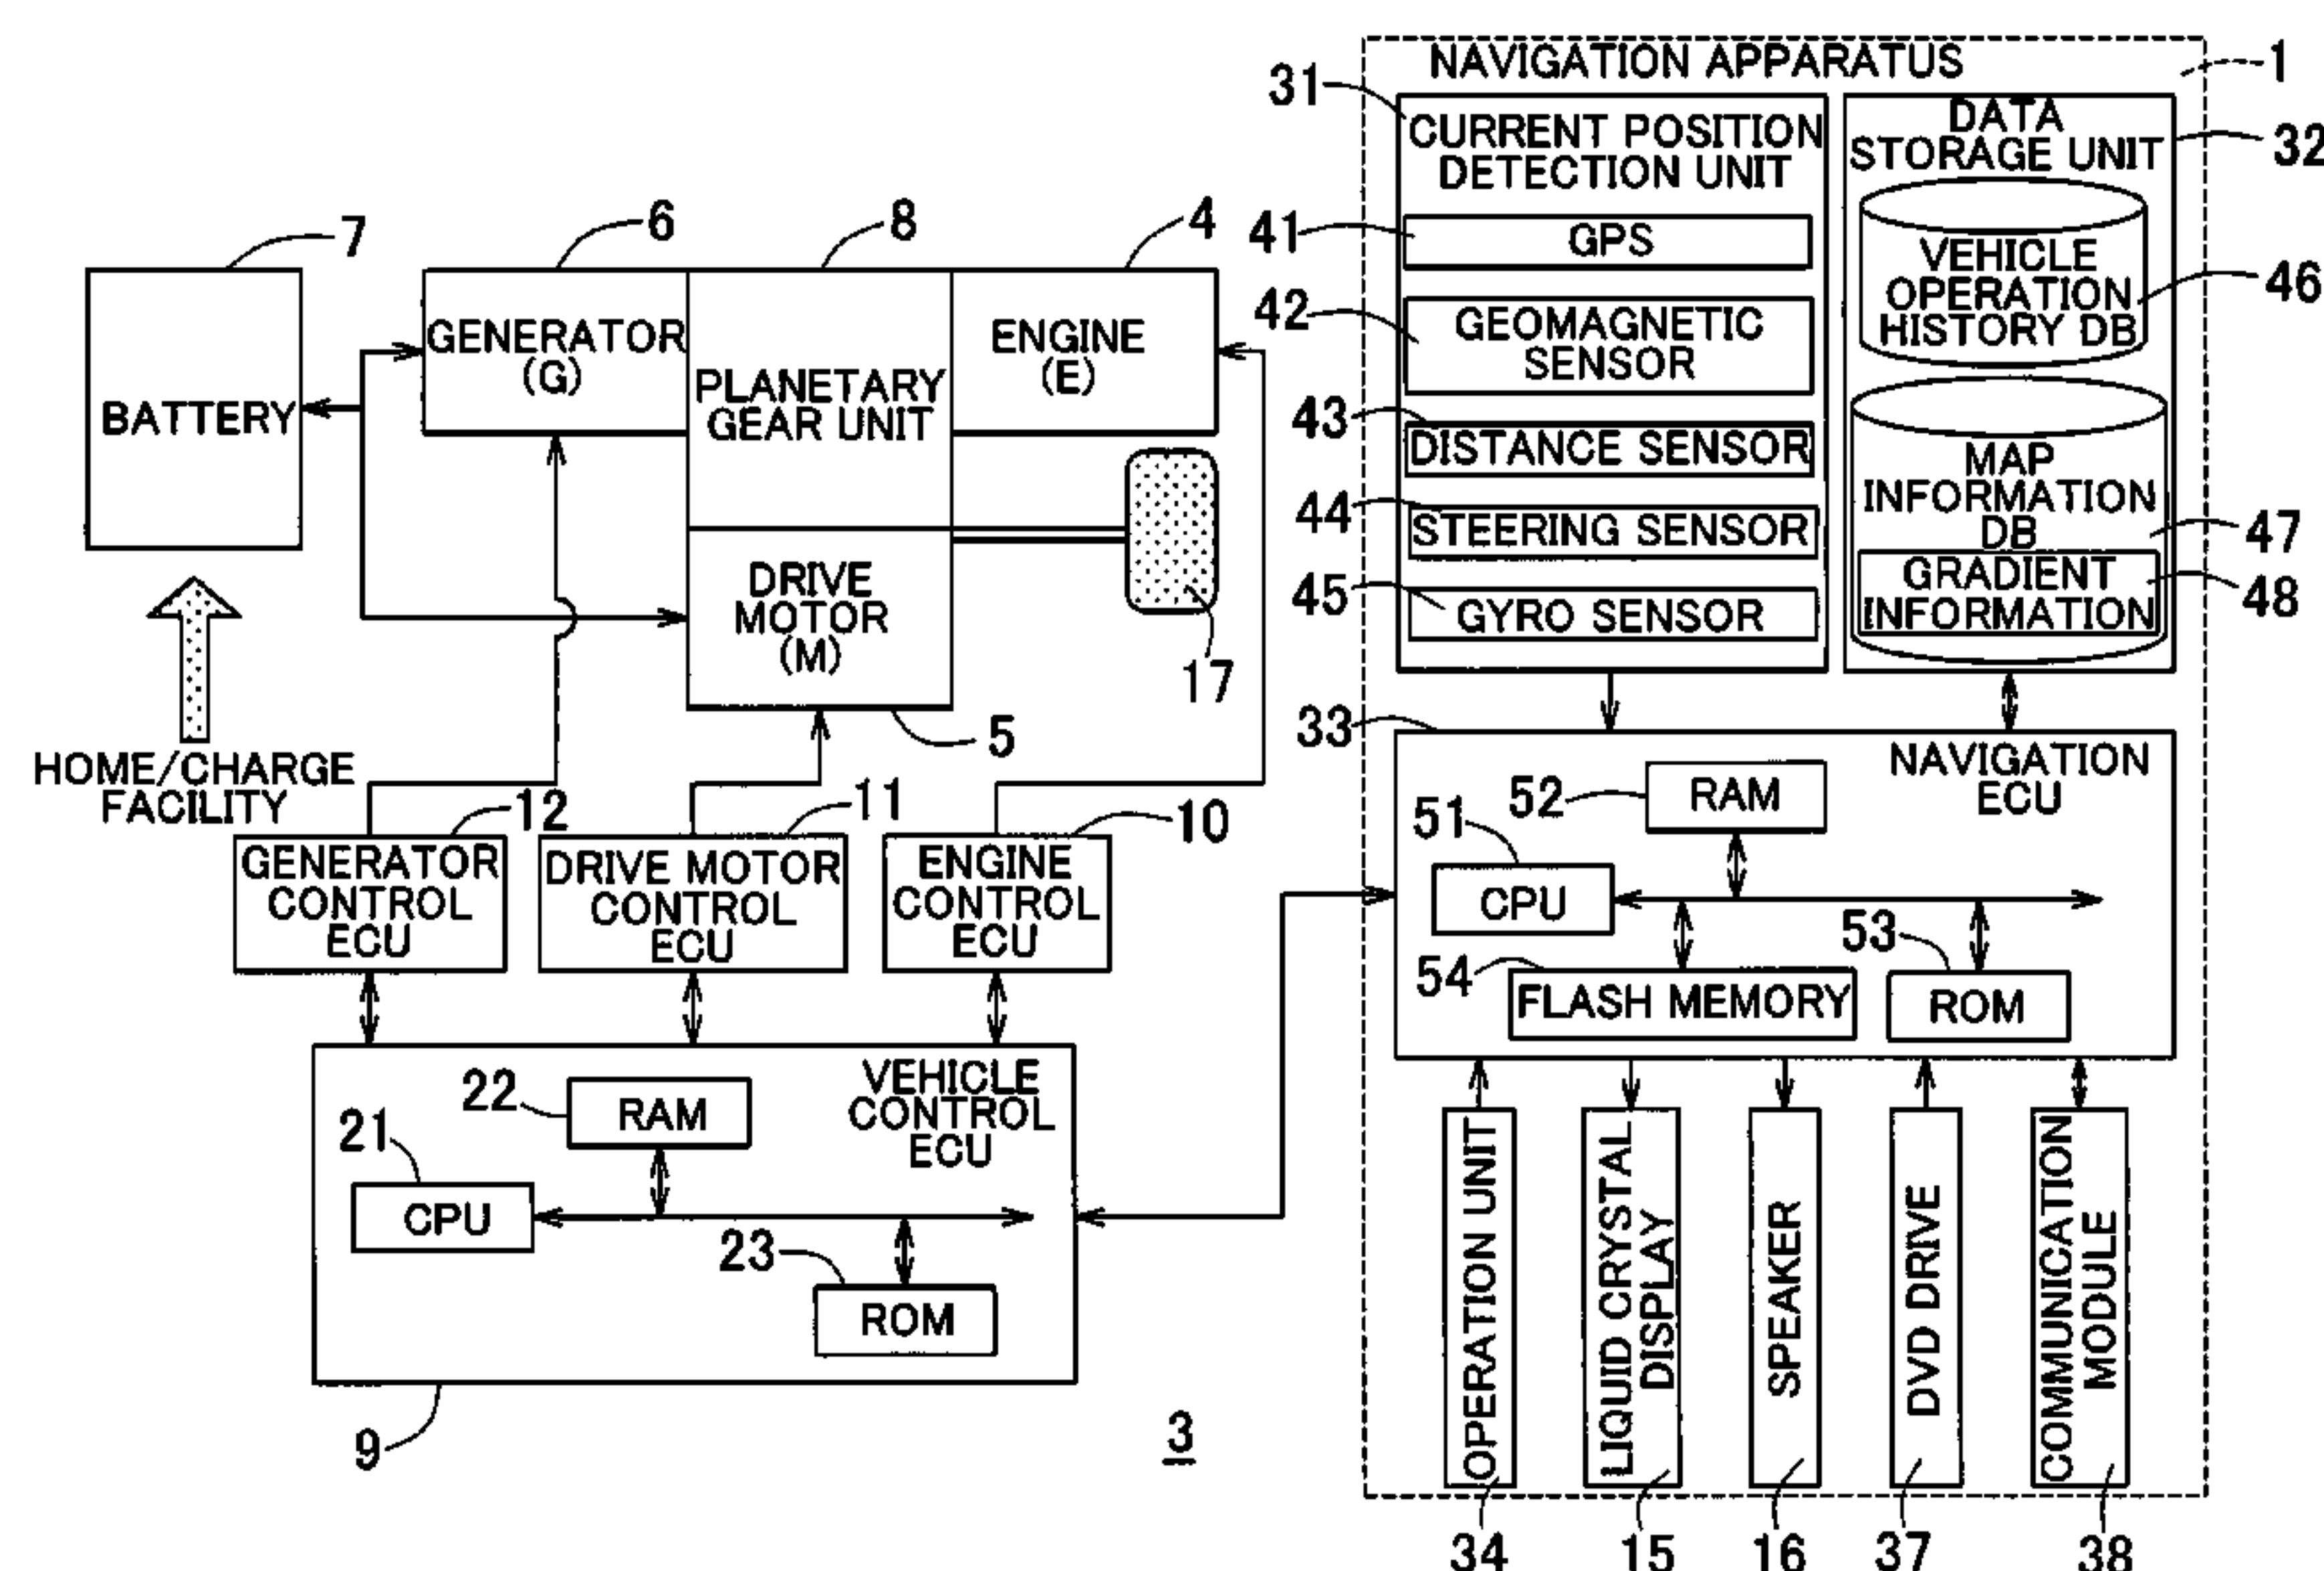 NAVIGATION APPARATUS
1
31
CURRENT POSITION
DETECTION UNIT
DATA
STORAGE UNIT
32
41
GPS
42
GEOMAGNETIC
SENSOR
43
DISTANCE SENSOR
44
STEERING SENSOR
45
GYRO SENSOR
VEHICLE
OPERATION
HISTORY DB
46
MAP
INFORMATION
DB
47
GRADIENT
INFORMATION
48
7
6
8
4
BATTERY
GENERATOR
(G)
PLANETARY
GEAR UNIT
ENGINE
(E)
DRIVE
MOTOR
(M)
17
5
HOME/CHARGE
FACILITY
12
11
10
GENERATOR
CONTROL
ECU
DRIVE MOTOR
CONTROL
ECU
ENGINE
CONTROL
ECU
33
NAVIGATION
ECU
52
RAM
51
CPU
53
54
FLASH MEMORY
ROM
VEHICLE
CONTROL
ECU
22
RAM
21
CPU
23
ROM
9
3
OPERATION UNIT
LIQUID CRYSTAL
DISPLAY
SPEAKER
DVD DRIVE
COMMUNICATION
MODULE
34
15
16
37
38